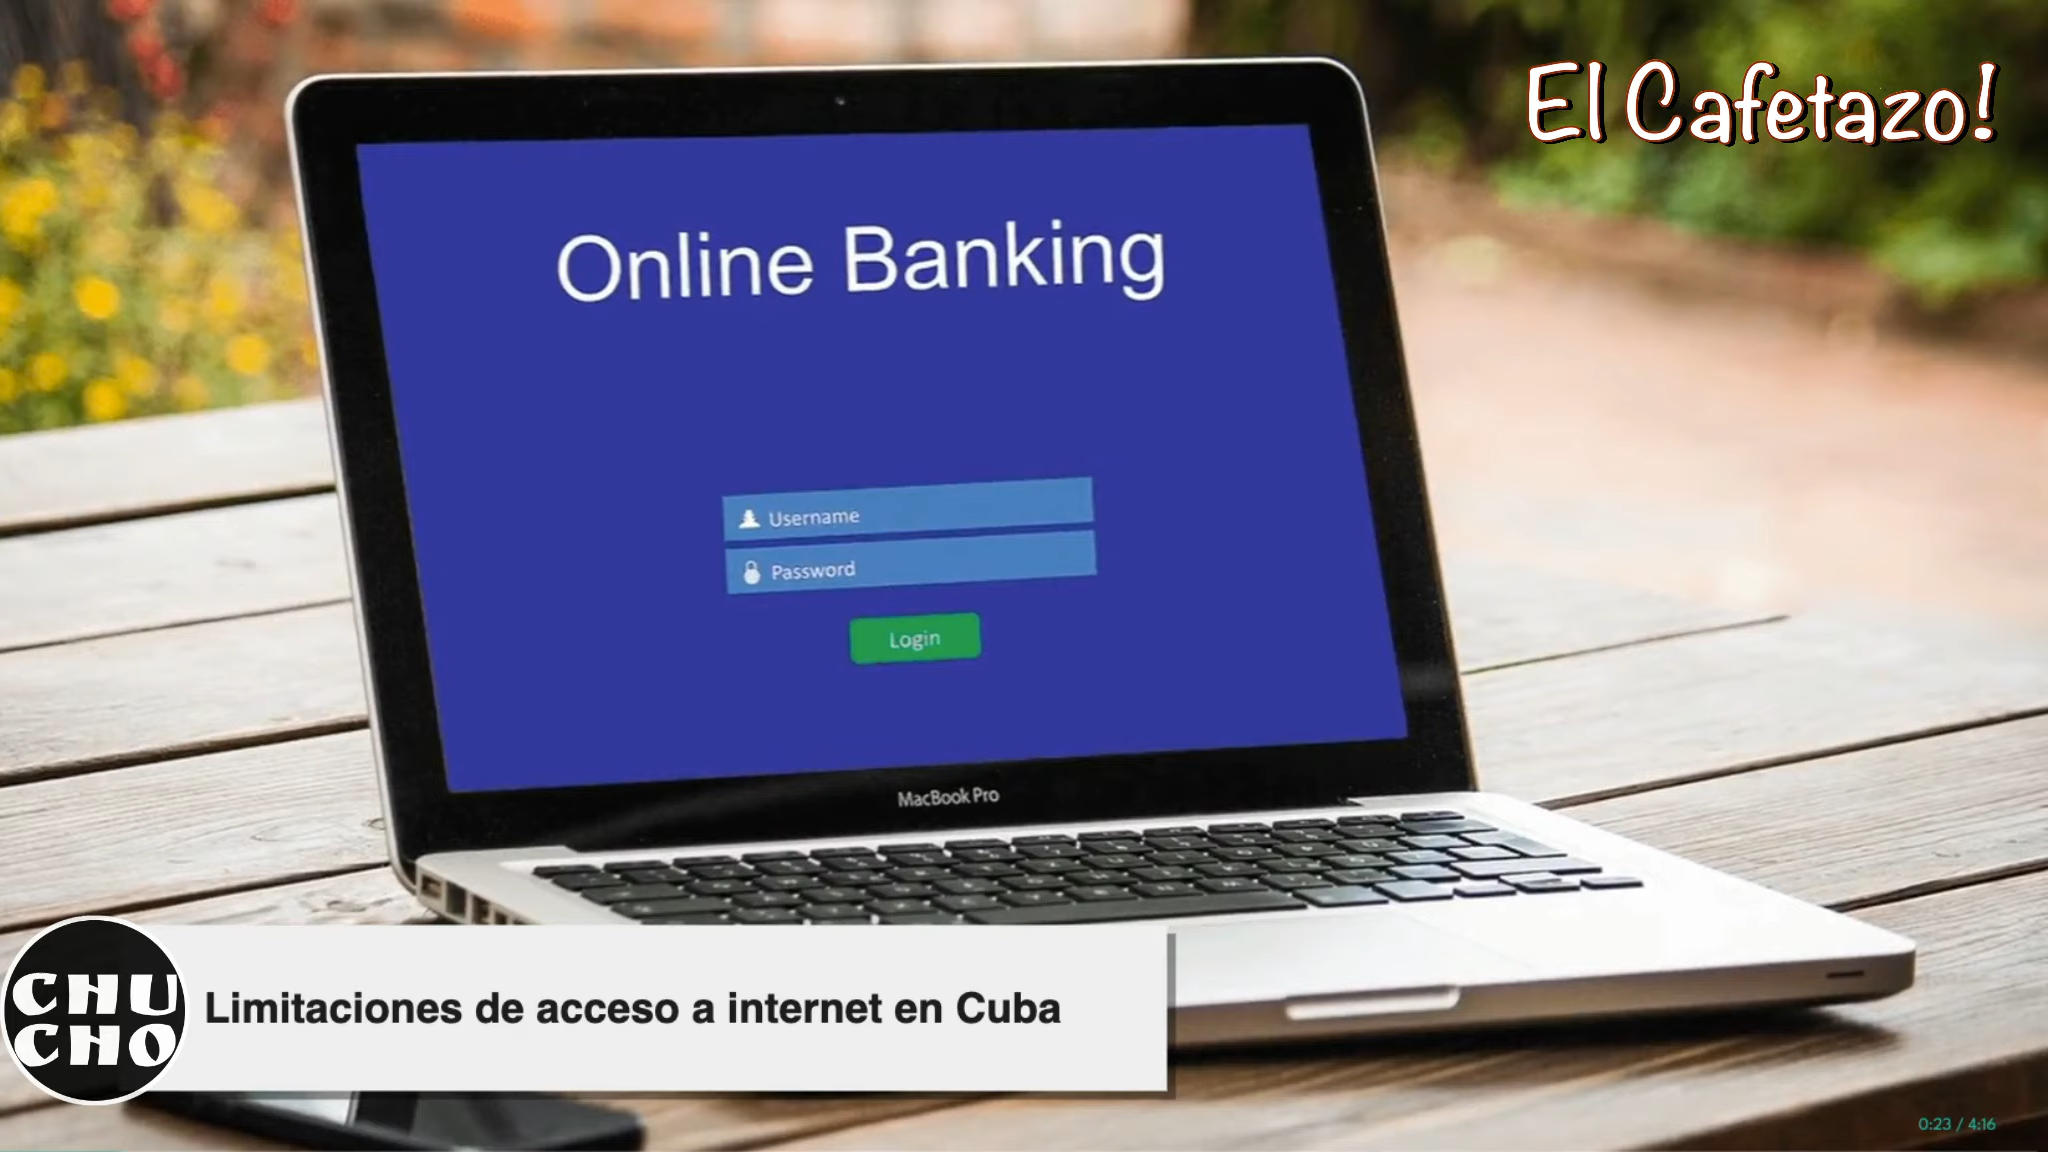 El Cafetazo!
Online Banking
Username
Password
Login
MacBook Pro
CHU
CHO
Limitaciones de acceso a internet en Cuba
0:23 / 4:16